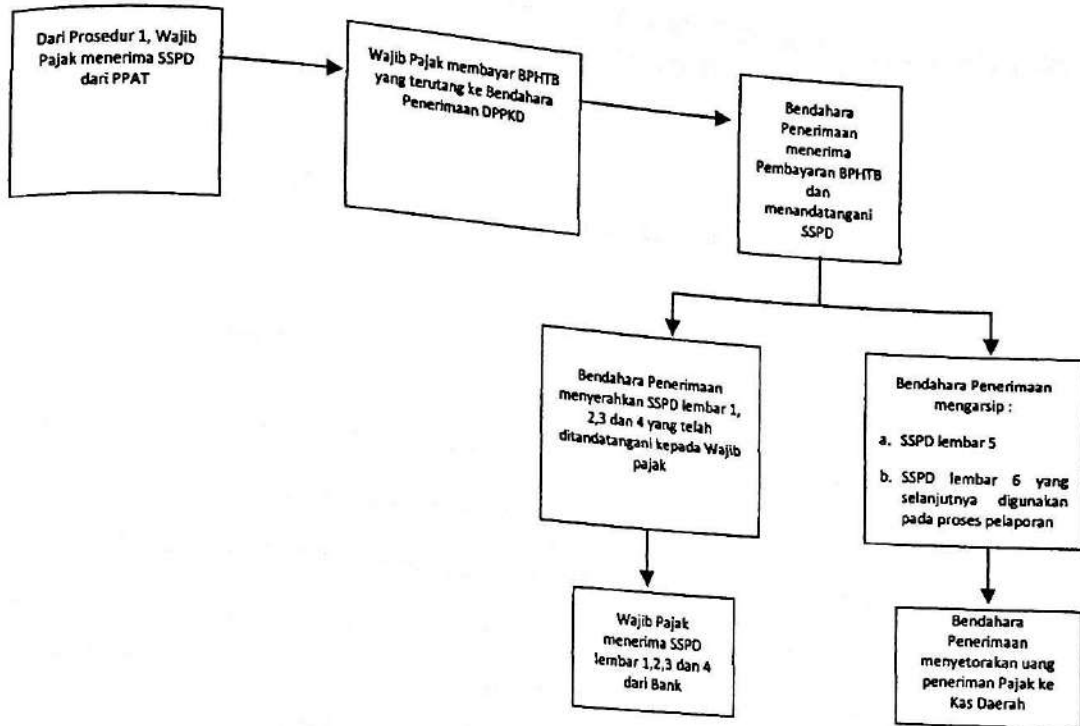 Dari Prosedur 1, Wajib
Pajak menerima SSPD
dari PPAT
Wajib Pajak membayar BPHTB
yang terutang ke Bendahara
Penerimaan DPPKD
Bendahara
Penerimaan
menerima
Pembayaran BPHTB
dan
menandatangani
SSPD
Bendahara Penerimaan
menyerahkan SSPD lembar 1,
2,3 dan 4 yang telah
ditandatangani kepada Wajib
pajak
Bendahara Penerimaan
mengarsip :
a. SSPD lembar 5
b. SSPD lembar 6 yang
selanjutnya digunakan
pada proses pelaporan
Wajib Pajak
menerima SSPD
lembar 1,2,3 dan 4
dari Bank
Bendahara
Penerimaan
menyetorakan uang
peneriman Pajak ke
Kas Daerah